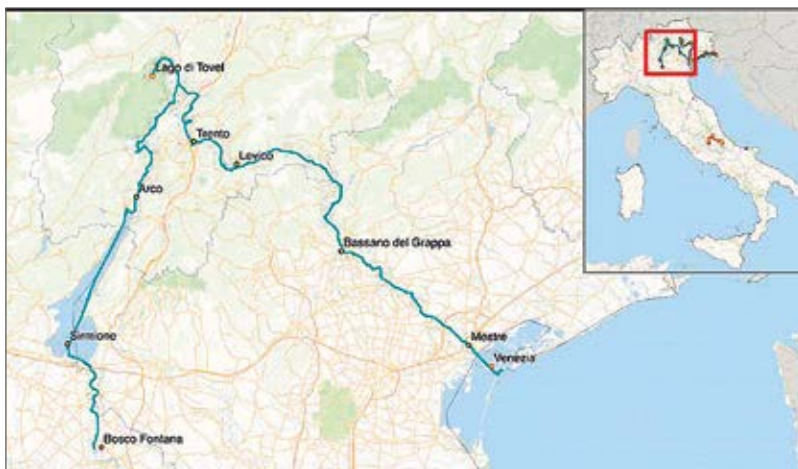 Lago di Tovel
Trento
Levico
Arco
Bassano del Grappa
Sirmione
Mestre
Venezia
Bosco Fontana